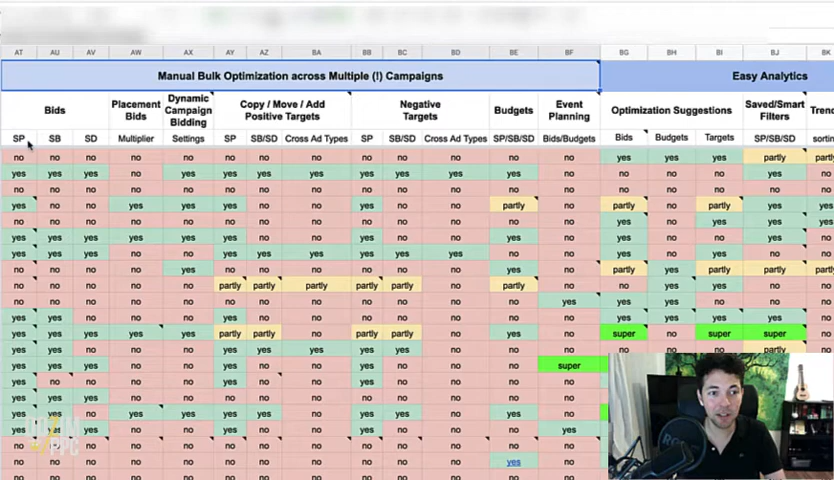 AT AU AV AW AX AY AZ BA BB BC BD BE BF BG BH BI BJ BK
Manual Bulk Optimization across Multiple (!) Campaigns Easy Analytics
Bids Placement Bids Dynamic Campaign Bidding Copy / Move / Add Positive Targets Negative Targets Budgets Event Planning Optimization Suggestions Saved/Smart Filters Trend
SP SB SD Multiplier Settings SP SB/SD Cross Ad Types SP SB/SD Cross Ad Types SP/SB/SD Bids/Budgets Bids Budgets Targets SP/SB/SD sortin
no no no no no no no no no no no no no yes yes yes partly part
yes yes yes no yes yes yes yes yes yes yes yes no no no no yes no
no no no no no no no no no no no no no no no no no no
yes no no yes yes yes no no yes no no partly no partly no partly yes no
no no no no no no no no no no no no no yes no yes yes yes
yes yes yes yes yes yes no no yes no no yes no no no no yes no
yes yes yes no no yes yes yes yes yes yes no no yes no yes no no
no no no no yes no no no no no no yes no partly yes partly partly part
no no no no no partly partly partly partly partly no partly no no yes yes no no
no no no no no no no no no no no no yes yes yes no no no
yes yes no no no yes no no yes no no no no yes yes yes yes
yes yes yes yes yes partly partly no partly partly no yes no super no super super
yes yes no no no yes yes yes yes yes no no no no no no partly
yes yes yes no no yes no no yes no no no super
yes no no no no yes no no no no no no no
yes yes yes no no yes no no yes no no no no
yes yes no yes yes yes yes no yes yes no yes no
yes yes no no no yes no no yes no no no yes
no no no no no no no no no no no no no
no no no no no no no no no no no yes no
PPC